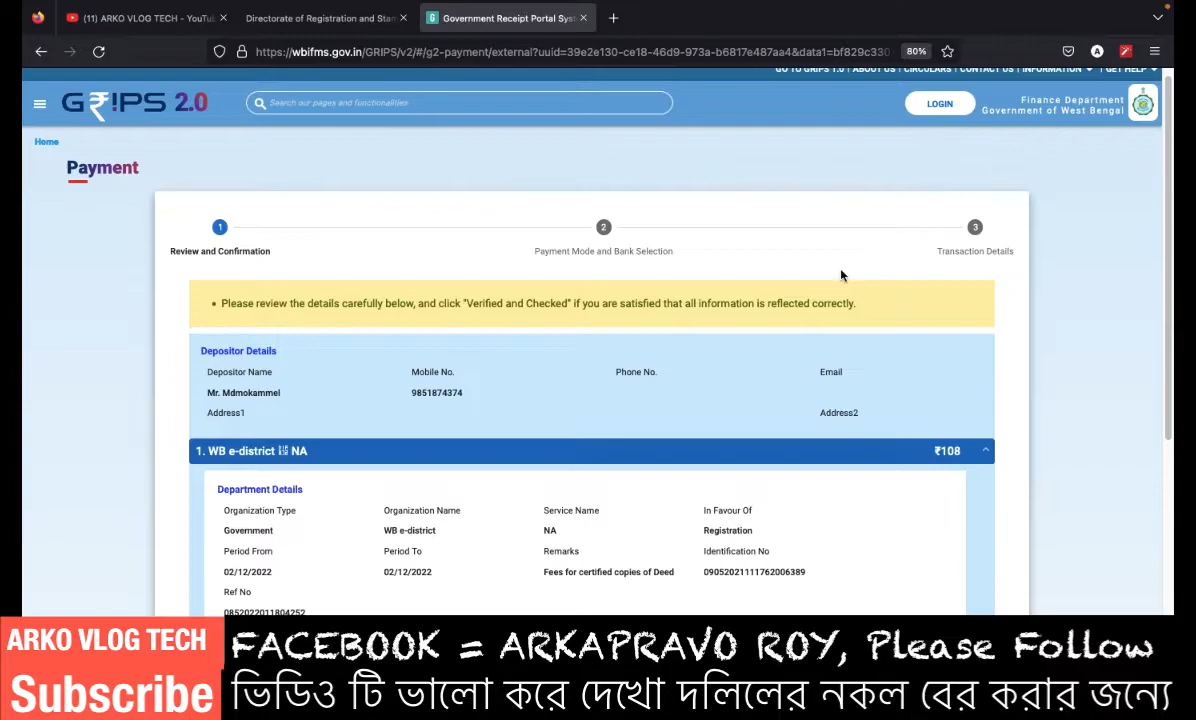 (11) ARKO VLOG TECH - YouTu
Directorate of Registration and Stan
Government Receipt Portal Syst
https://wbifms.gov.in/GRIPS/v2/#/g2-payment/external?uuid=39e2e130-ce18-46d9-973a-b6817e487aa4&data1=bf829c330
80%
GO TO GRIPS 1.0 | ABOUT US | CIRCULARS | CONTACT US | INFORMATION | GET HELP
GRIPS 2.0
Search our pages and functionalities
LOGIN
Finance Department
Government of West Bengal
Home
Payment
1
2
3
Review and Confirmation
Payment Mode and Bank Selection
Transaction Details
• Please review the details carefully below, and click "Verified and Checked" if you are satisfied that all information is reflected correctly.
Depositor Details
Depositor Name
Mobile No.
Phone No.
Email
Mr. Mdmokammel
9851874374
Address1
Address2
1. WB e-district NA
₹108
Department Details
Organization Type
Organization Name
Service Name
In Favour Of
Government
WB e-district
NA
Registration
Period From
Period To
Remarks
Identification No
02/12/2022
02/12/2022
Fees for certified copies of Deed
09052021111762006389
Ref No
0852022011804252
ARKO VLOG TECH
Subscribe
FACEBOOK = ARKAPRAVO ROY, Please Follow
ভিডিও টি ভালো করে দেখো দলিলের নকল বের করার জন্যে